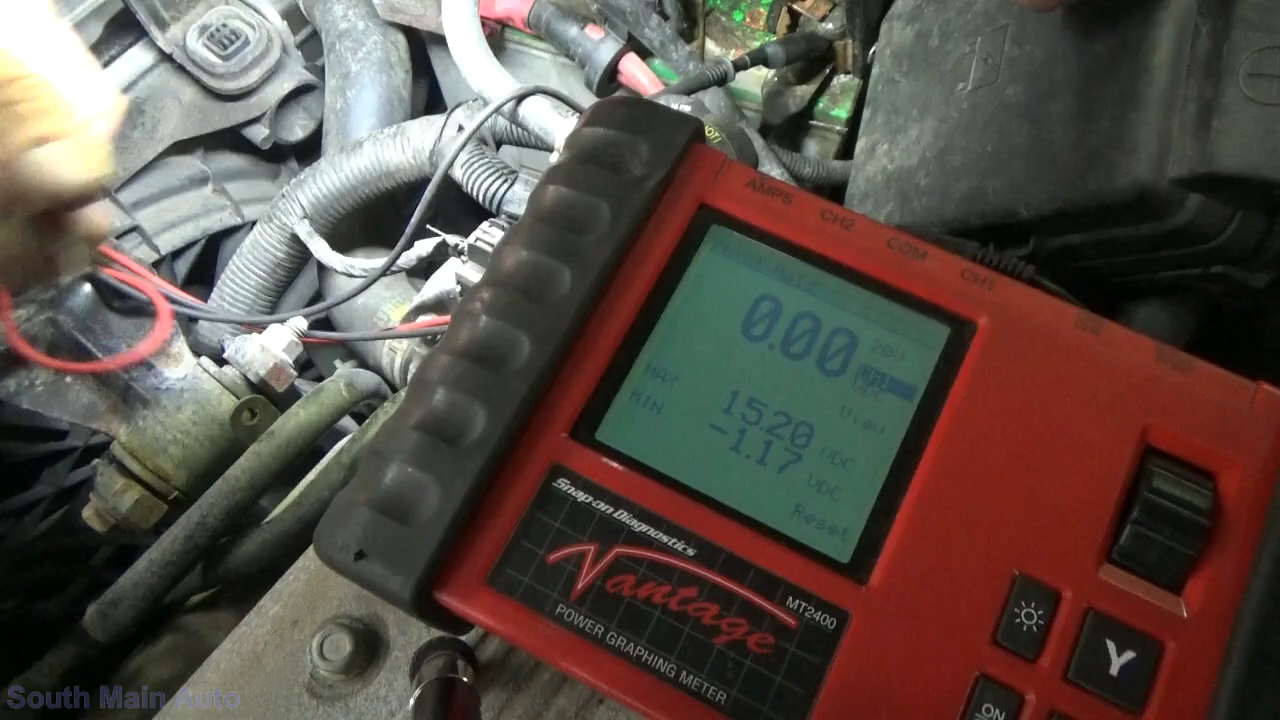 AMPS
CH2
COM
CH1
0.00 20V
VDC
View
MAX 15.20 VDC
MIN -1.17 VDC
Reset
Snap-on Diagnostics
Vantage
MT2400
POWER GRAPHING METER
Y
ON
South Main Auto